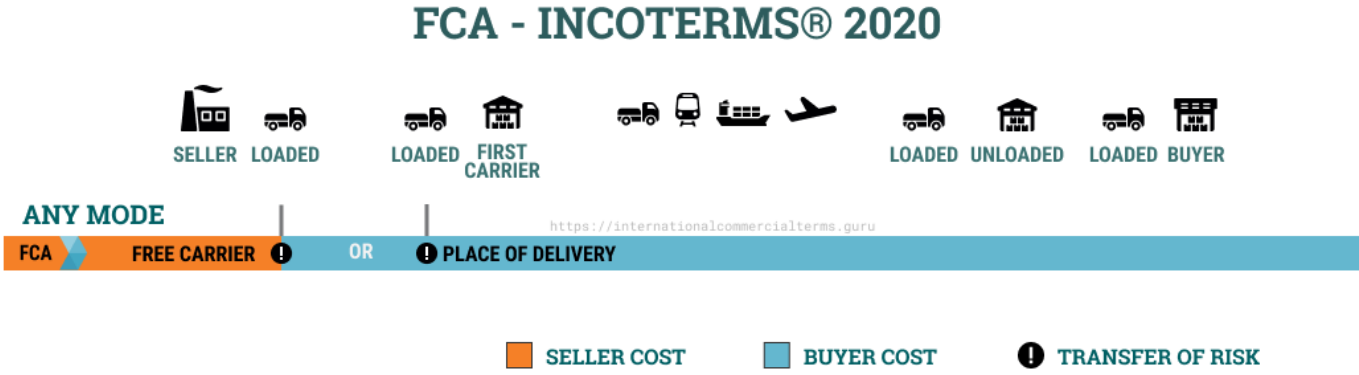 FCA - INCOTERMS® 2020
SELLER LOADED LOADED FIRST CARRIER LOADED UNLOADED LOADED BUYER
ANY MODE
https://internationalcommercialterms.guru
FCA FREE CARRIER ! OR ! PLACE OF DELIVERY
SELLER COST BUYER COST ! TRANSFER OF RISK